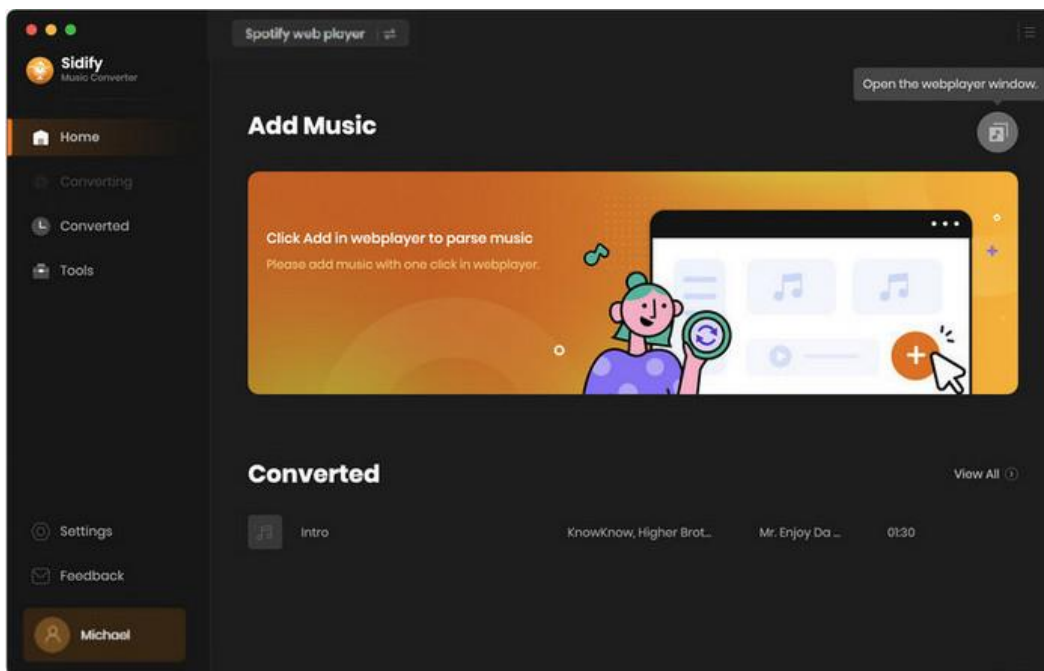 Spotify web player
Sidify
Music Converter
Open the webplayer window.
Add Music
Home
Converting
Converted
Tools
Click Add in webplayer to parse music
Please add music with one click in webplayer.
Converted
View All
Intro KnowKnow, Higher Brot... Mr. Enjoy Da ... 01:30
Settings
Feedback
Michael